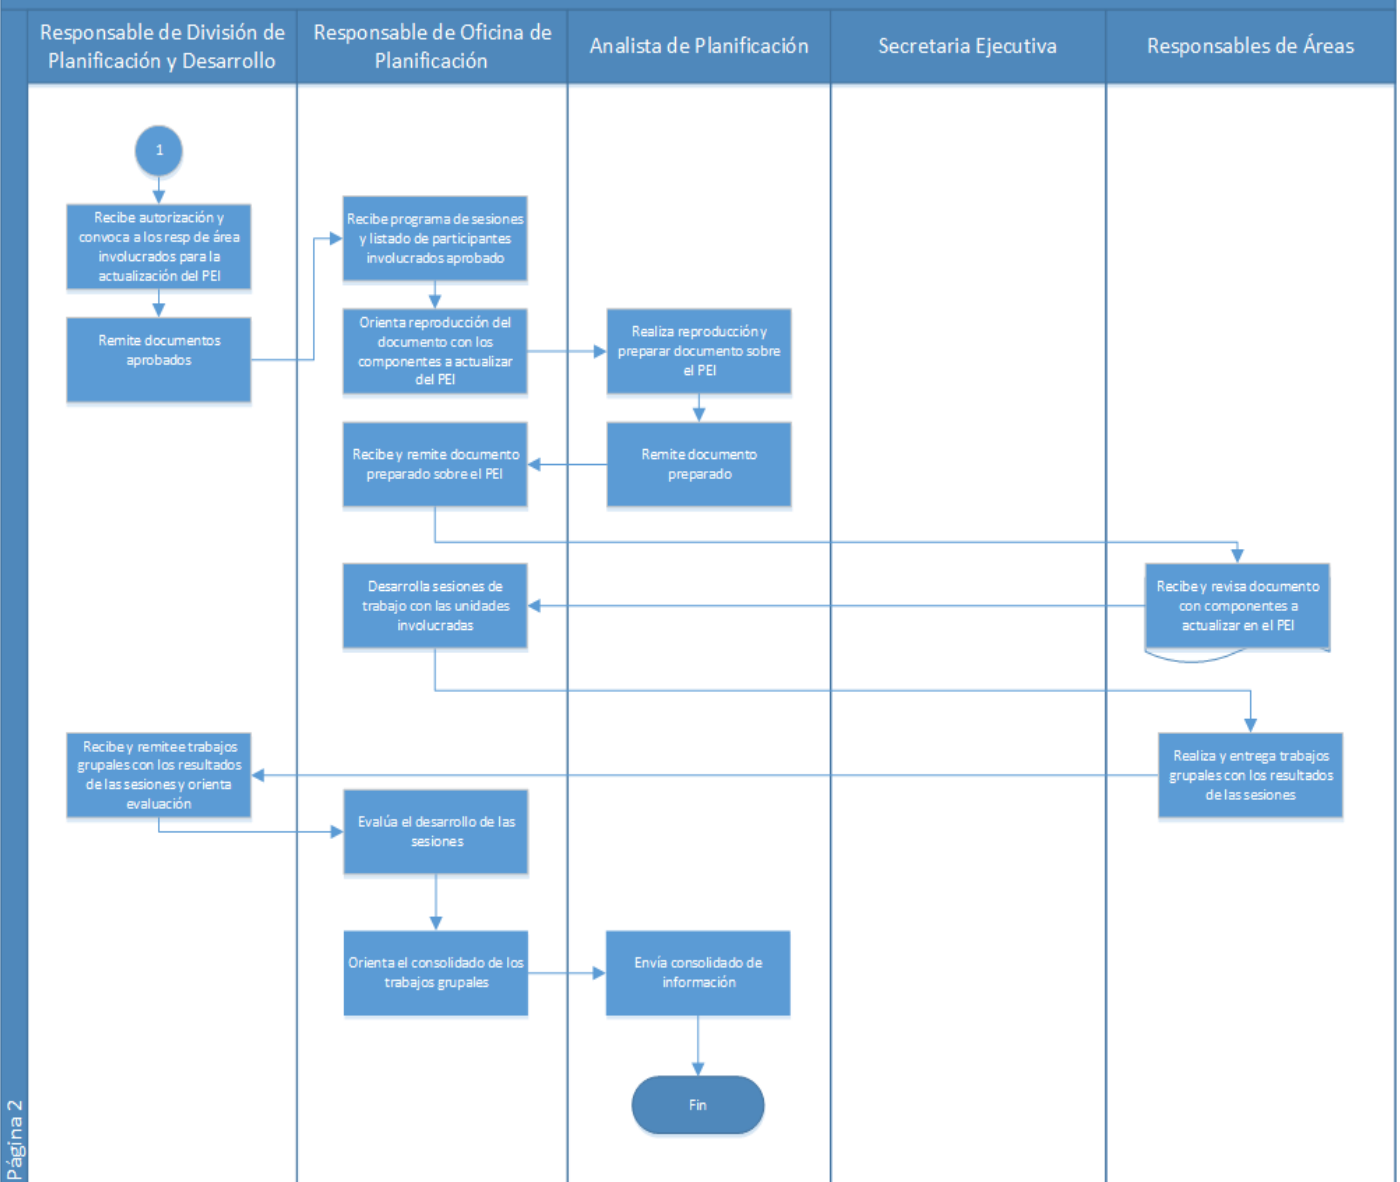 Responsable de División de
Planificación y Desarrollo
Responsable de Oficina de
Planificación
Analista de Planificación
Secretaria Ejecutiva
Responsables de Áreas
1
Recibe autorización y
convoca a los resp de área
involucrados para la
actualización del PEI
Recibe programa de sesiones
y listado de participantes
involucrados aprobado
Remite documentos
aprobados
Orienta reproducción del
documento con los
componentes a actualizar
del PEI
Realiza reproducción y
preparar documento sobre
el PEI
Recibe y remite documento
preparado sobre el PEI
Remite documento
preparado
Desarrolla sesiones de
trabajo con las unidades
involucradas
Recibe y revisa documento
con componentes a
actualizar en el PEI
Recibe y remitee trabajos
grupales con los resultados
de las sesiones y orienta
evaluación
Realiza y entrega trabajos
grupales con los resultados
de las sesiones
Evalúa el desarrollo de las
sesiones
Orienta el consolidado de los
trabajos grupales
Envía consolidado de
información
Fin
Página 2